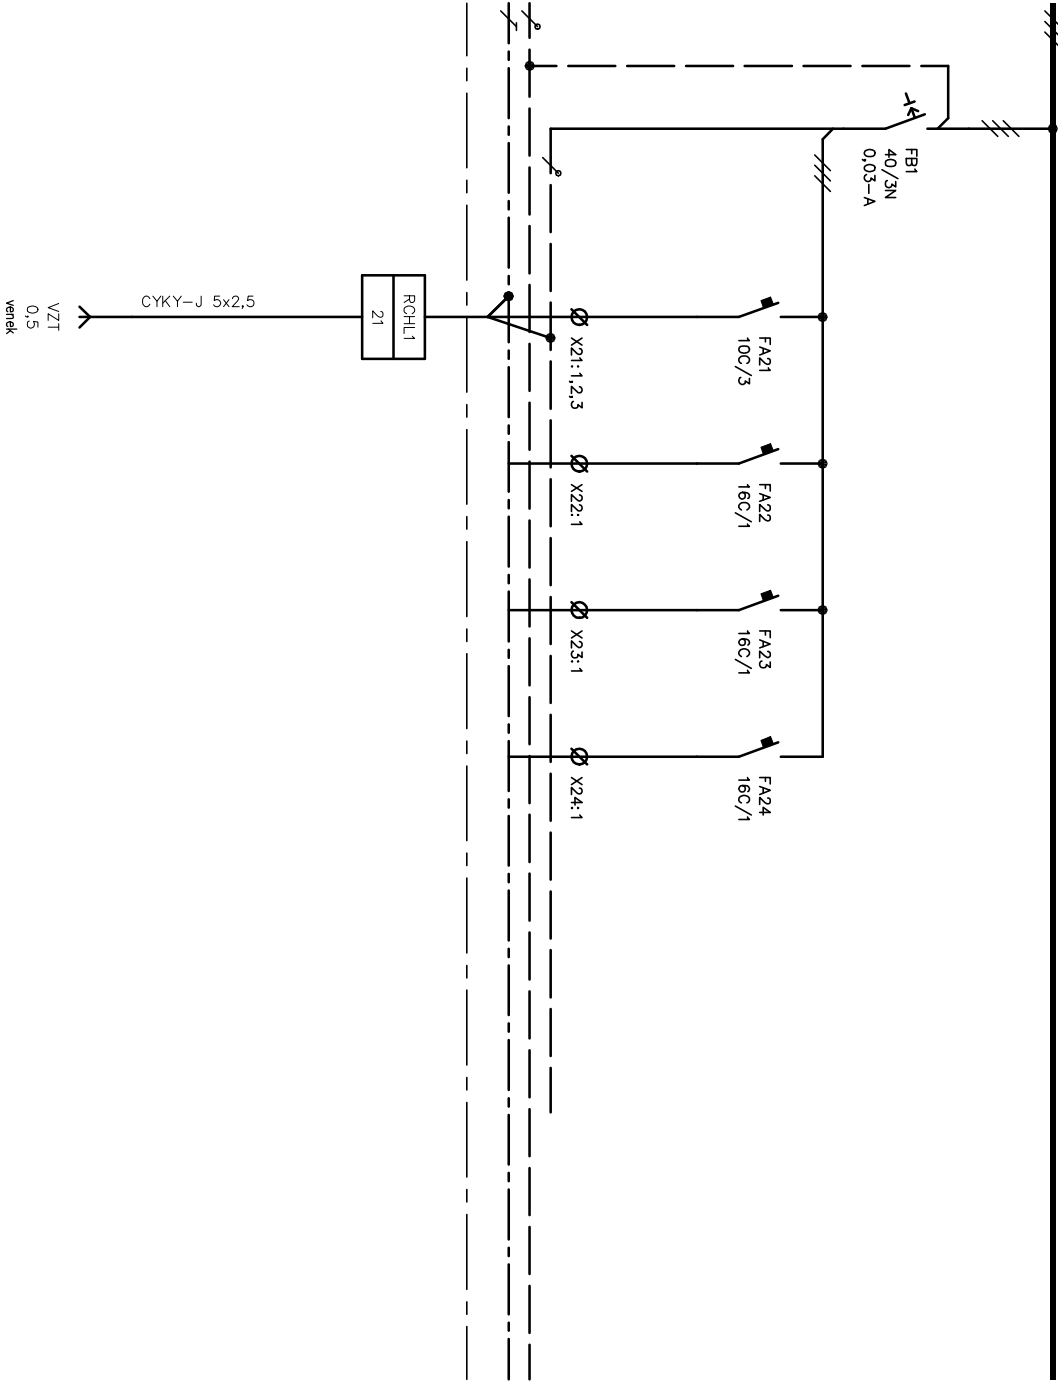 FB1
40/3N
0,03-A
FA21
10C/3
FA22
16C/1
FA23
16C/1
FA24
16C/1
X21:1,2,3
X22:1
X23:1
X24:1
RCHL1
21
CYKY-J 5x2,5
VZT
0,5
venek